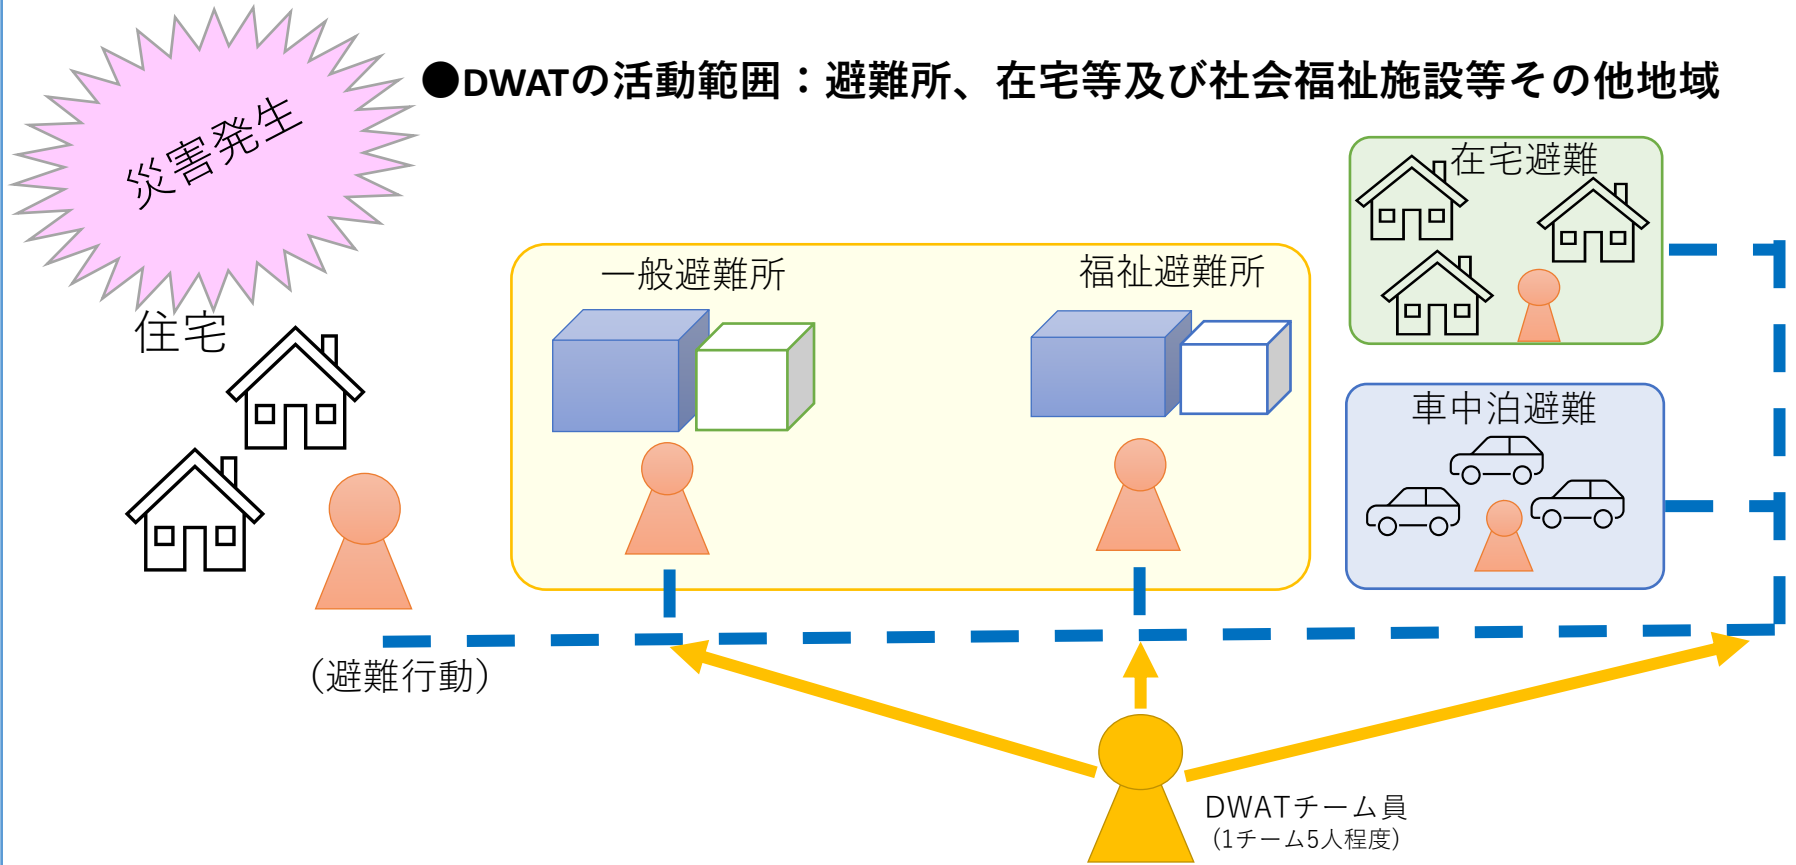 災害発生
●DWATの活動範囲：避難所、在宅等及び社会福祉施設等その他地域
在宅避難
一般避難所
福祉避難所
住宅
車中泊避難
（避難行動）
DWATチーム員
（1チーム5人程度）